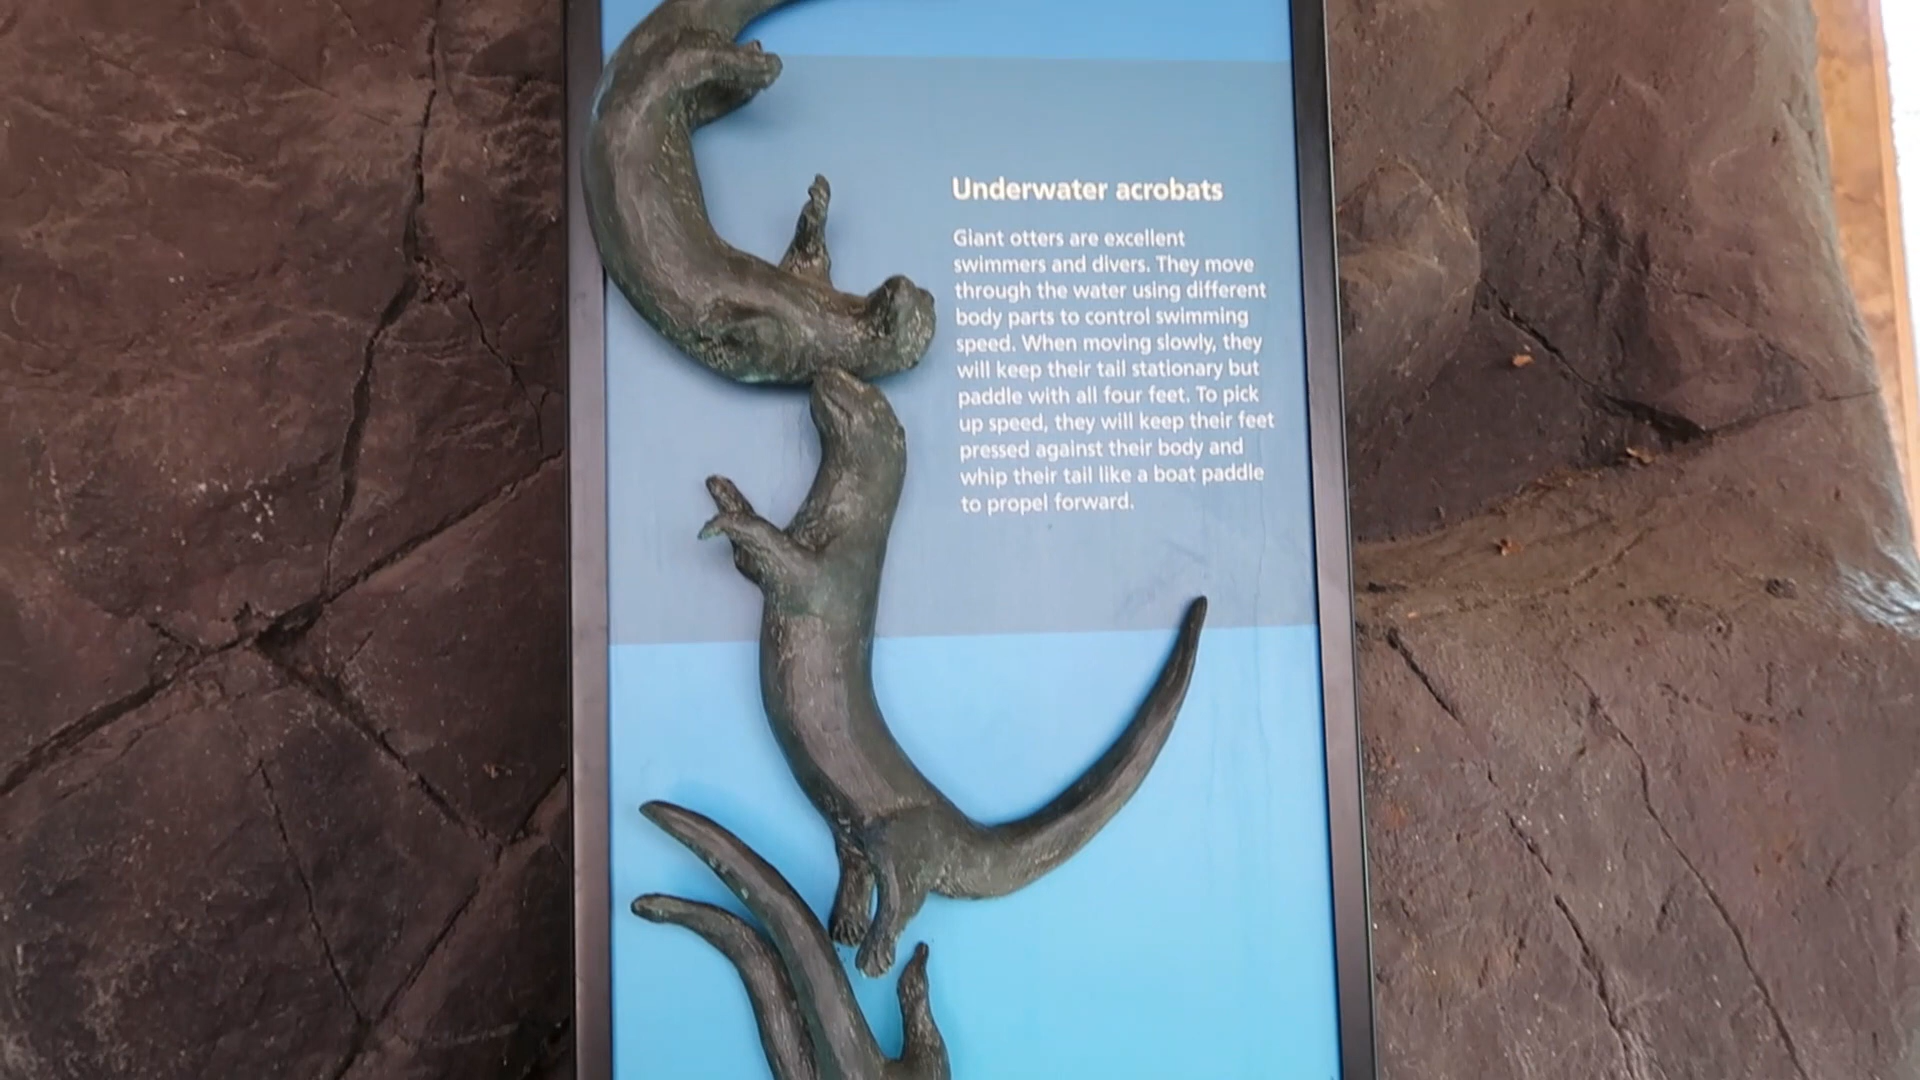 Underwater acrobats
Giant otters are excellent
swimmers and divers. They move
through the water using different
body parts to control swimming
speed. When moving slowly, they
will keep their tail stationary but
paddle with all four feet. To pick
up speed, they will keep their feet
pressed against their body and
whip their tail like a boat paddle
to propel forward.